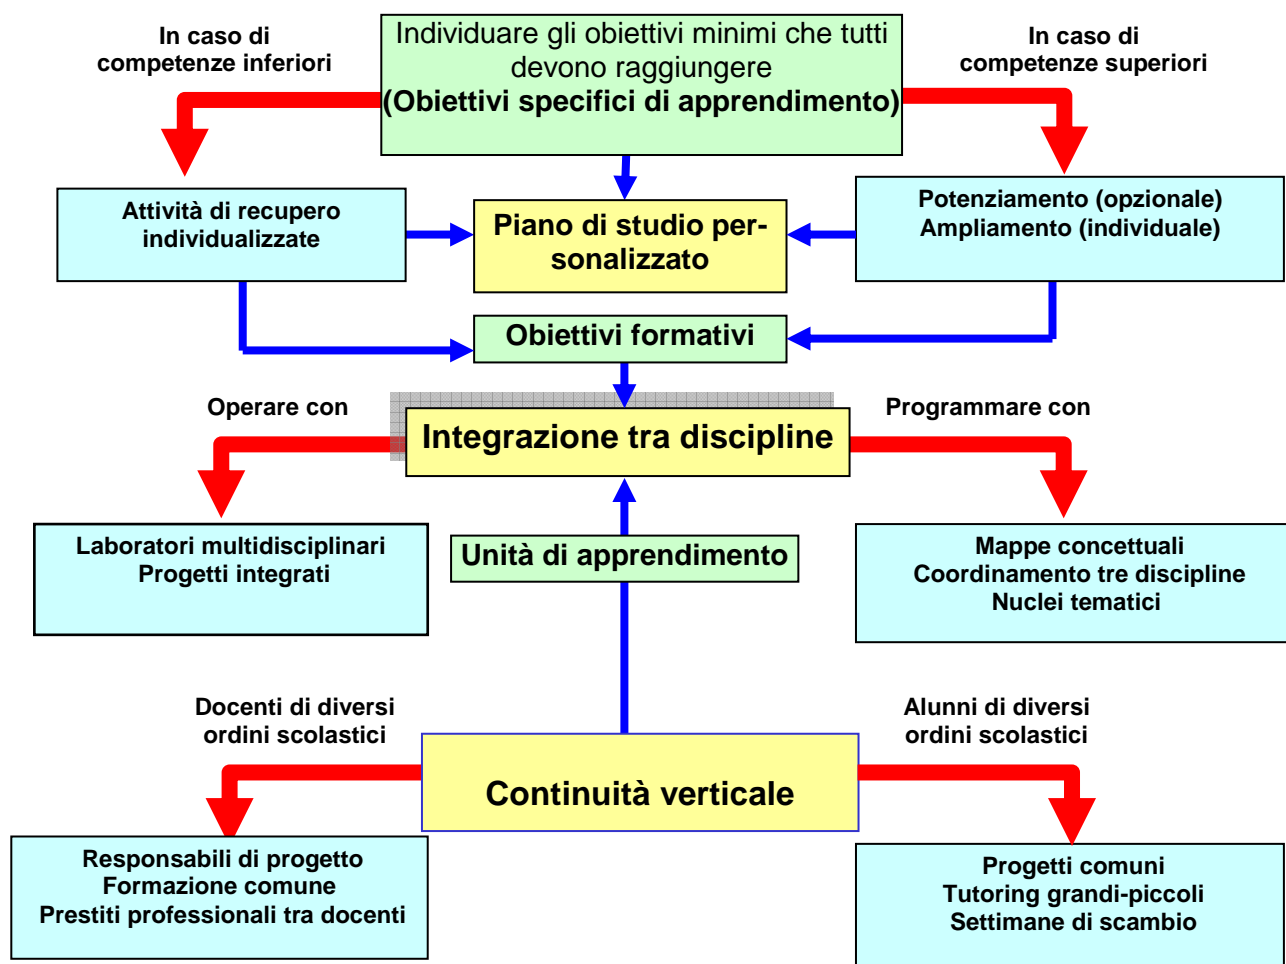 In caso di
competenze inferiori
Individuare gli obiettivi minimi che tutti
devono raggiungere
(Obiettivi specifici di apprendimento)
In caso di
competenze superiori
Attività di recupero
individualizzate
Piano di studio per-
sonalizzato
Potenziamento (opzionale)
Ampliamento (individuale)
Obiettivi formativi
Operare con
Integrazione tra discipline
Programmare con
Laboratori multidisciplinari
Progetti integrati
Unità di apprendimento
Mappe concettuali
Coordinamento tre discipline
Nuclei tematici
Docenti di diversi
ordini scolastici
Continuità verticale
Alunni di diversi
ordini scolastici
Responsabili di progetto
Formazione comune
Prestiti professionali tra docenti
Progetti comuni
Tutoring grandi-piccoli
Settimane di scambio